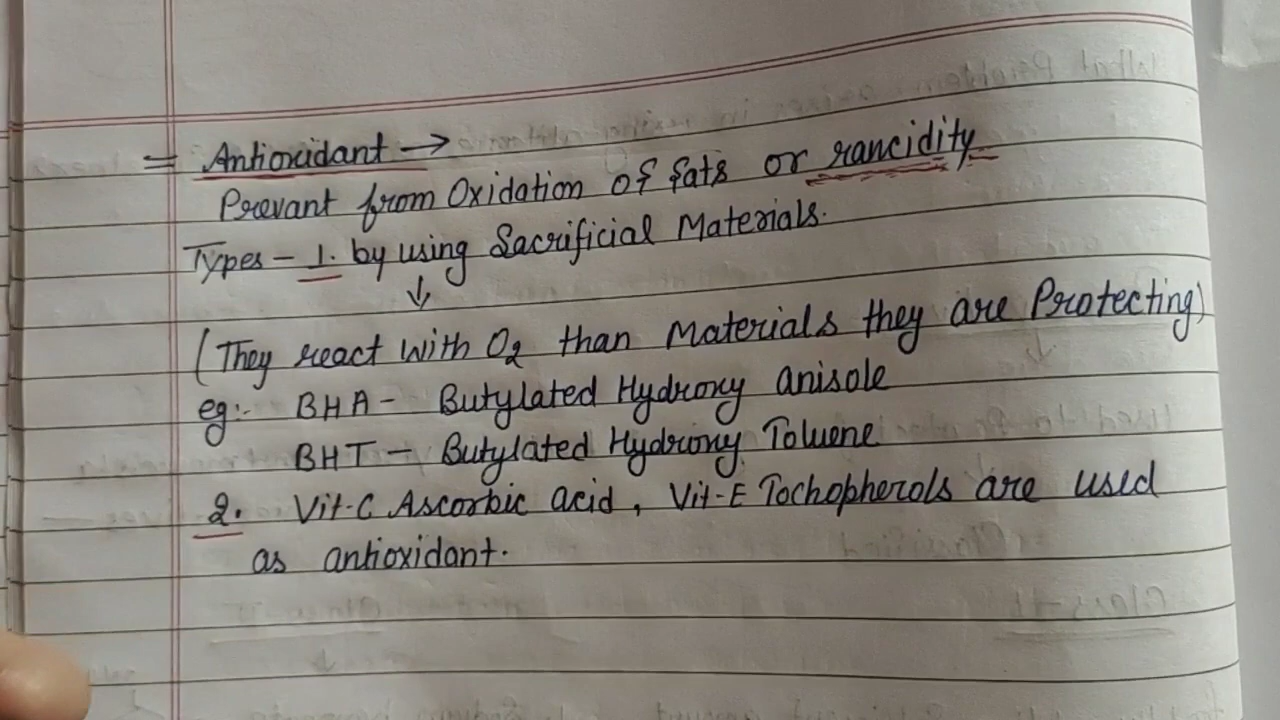 = Antioxidant →
Prevant from Oxidation of fats or rancidity
Types - 1. by using Sacrificial Materials.
↓
(They react with O₂ than Materials they are Protecting)
eg:- BHA - Butylated Hydroxy anisole
BHT - Butylated Hydroxy Toluene
2. Vit-C Ascorbic acid, Vit-E Tochopherols are used
as antioxidant.